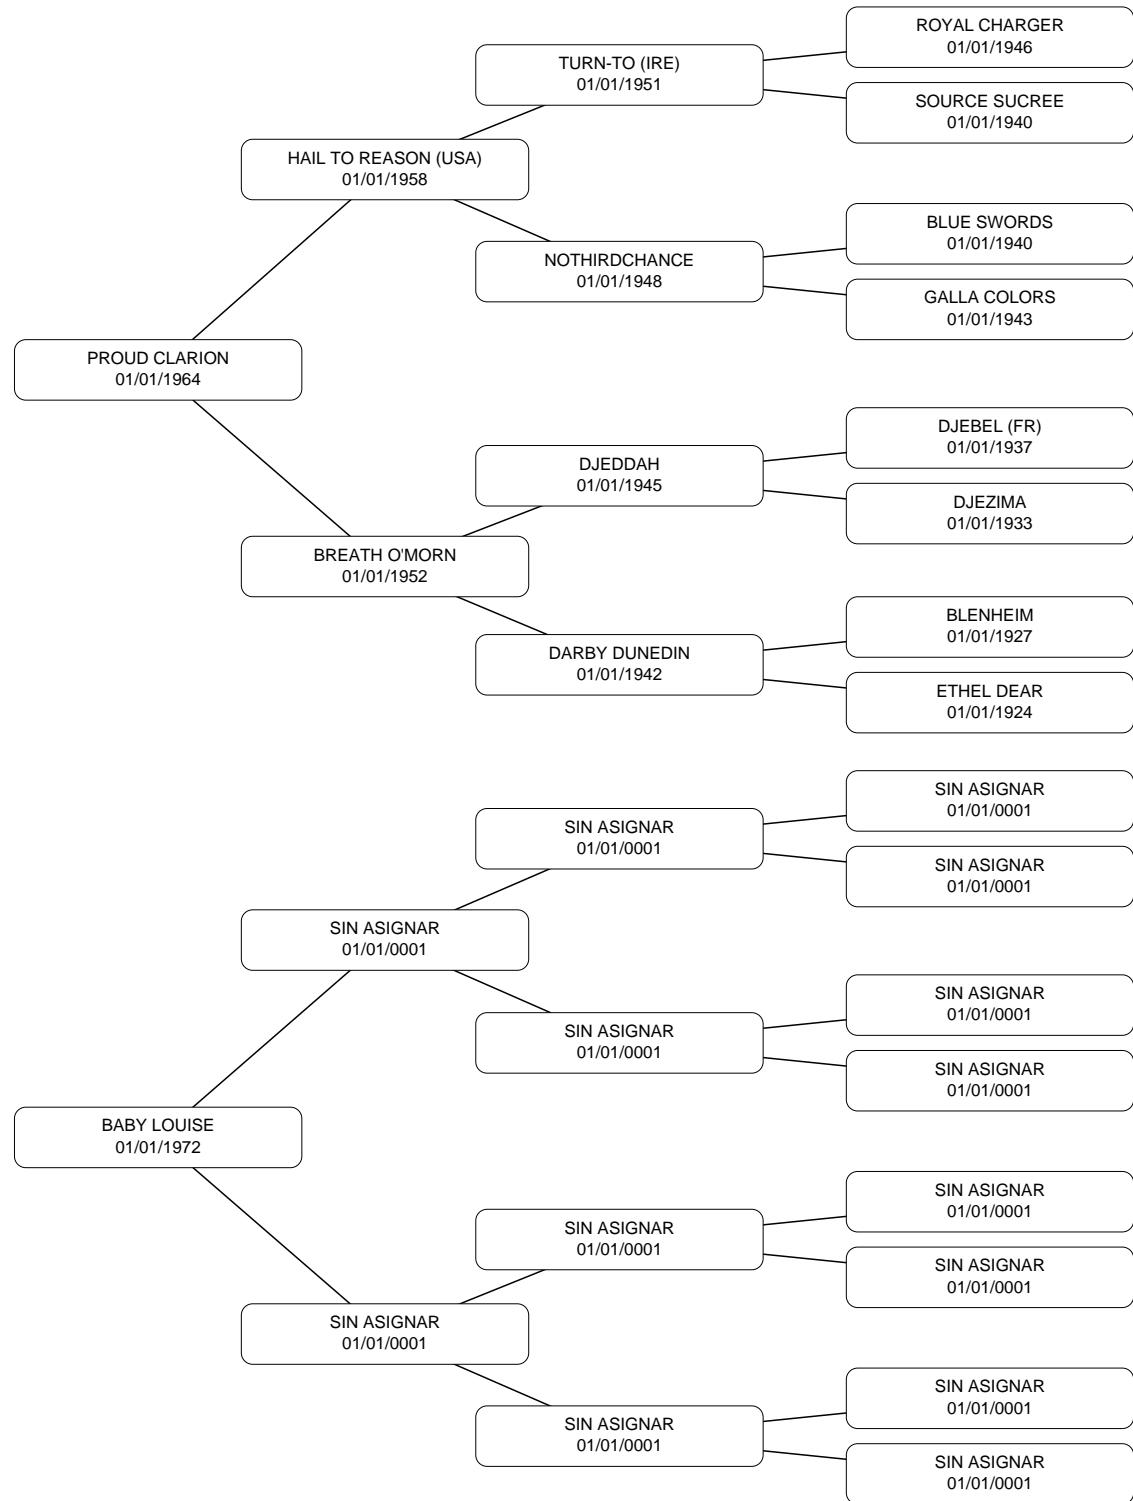 ROYAL CHARGER
01/01/1946
TURN-TO (IRE)
01/01/1951
SOURCE SUCREE
01/01/1940
HAIL TO REASON (USA)
01/01/1958
BLUE SWORDS
01/01/1940
NOTHIRDCHANCE
01/01/1948
GALLA COLORS
01/01/1943
PROUD CLARION
01/01/1964
DJEBEL (FR)
01/01/1937
DJEDDAH
01/01/1945
DJEZIMA
01/01/1933
BREATH O'MORN
01/01/1952
BLENHEIM
01/01/1927
DARBY DUNEDIN
01/01/1942
ETHEL DEAR
01/01/1924
SIN ASIGNAR
01/01/0001
SIN ASIGNAR
01/01/0001
SIN ASIGNAR
01/01/0001
SIN ASIGNAR
01/01/0001
SIN ASIGNAR
01/01/0001
SIN ASIGNAR
01/01/0001
SIN ASIGNAR
01/01/0001
BABY LOUISE
01/01/1972
SIN ASIGNAR
01/01/0001
SIN ASIGNAR
01/01/0001
SIN ASIGNAR
01/01/0001
SIN ASIGNAR
01/01/0001
SIN ASIGNAR
01/01/0001
SIN ASIGNAR
01/01/0001
SIN ASIGNAR
01/01/0001